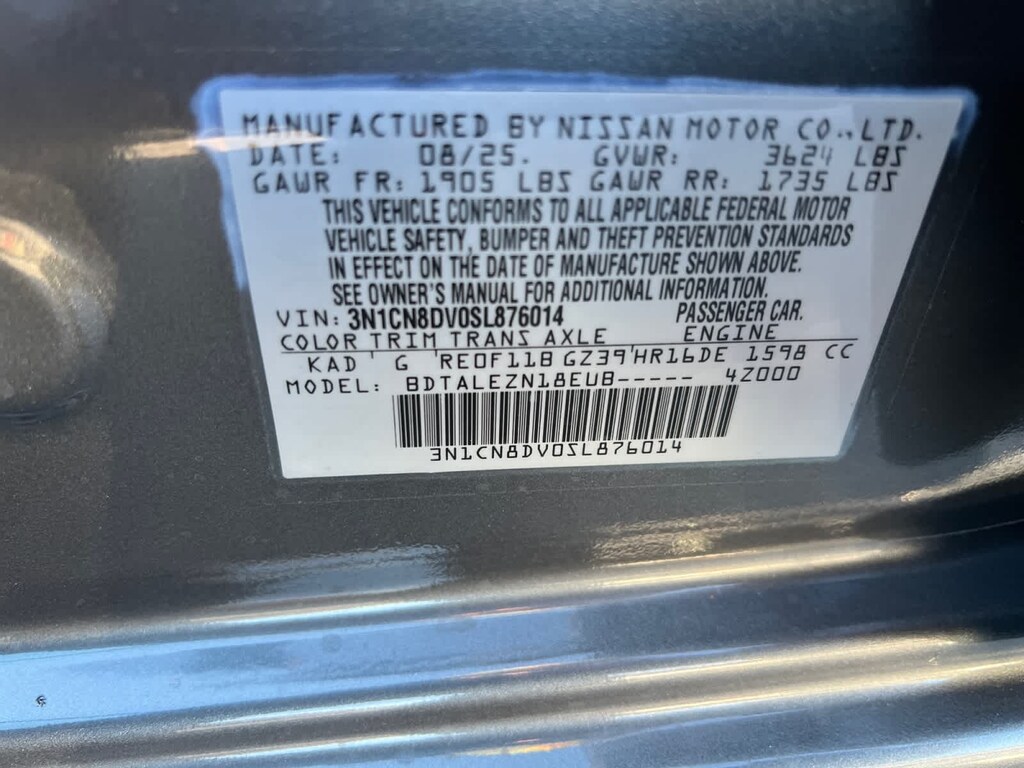 MANUFACTURED BY NISSAN MOTOR CO., LTD.
DATE: 08/25. GVWR: 3624 LBS
GAWR FR: 1905 LBS GAWR RR: 1735 LBS
THIS VEHICLE CONFORMS TO ALL APPLICABLE FEDERAL MOTOR
VEHICLE SAFETY, BUMPER AND THEFT PREVENTION STANDARDS
IN EFFECT ON THE DATE OF MANUFACTURE SHOWN ABOVE.
SEE OWNER'S MANUAL FOR ADDITIONAL INFORMATION.
VIN: 3N1CN8DV0SL876014 PASSENGER CAR.
COLOR TRIM TRANS AXLE ENGINE
KAD ' G 'RE0F11B GZ39'HR16DE 1598 CC
MODEL: BDTALEZN18EUB----- 4Z000
3N1CN8DV0SL876014